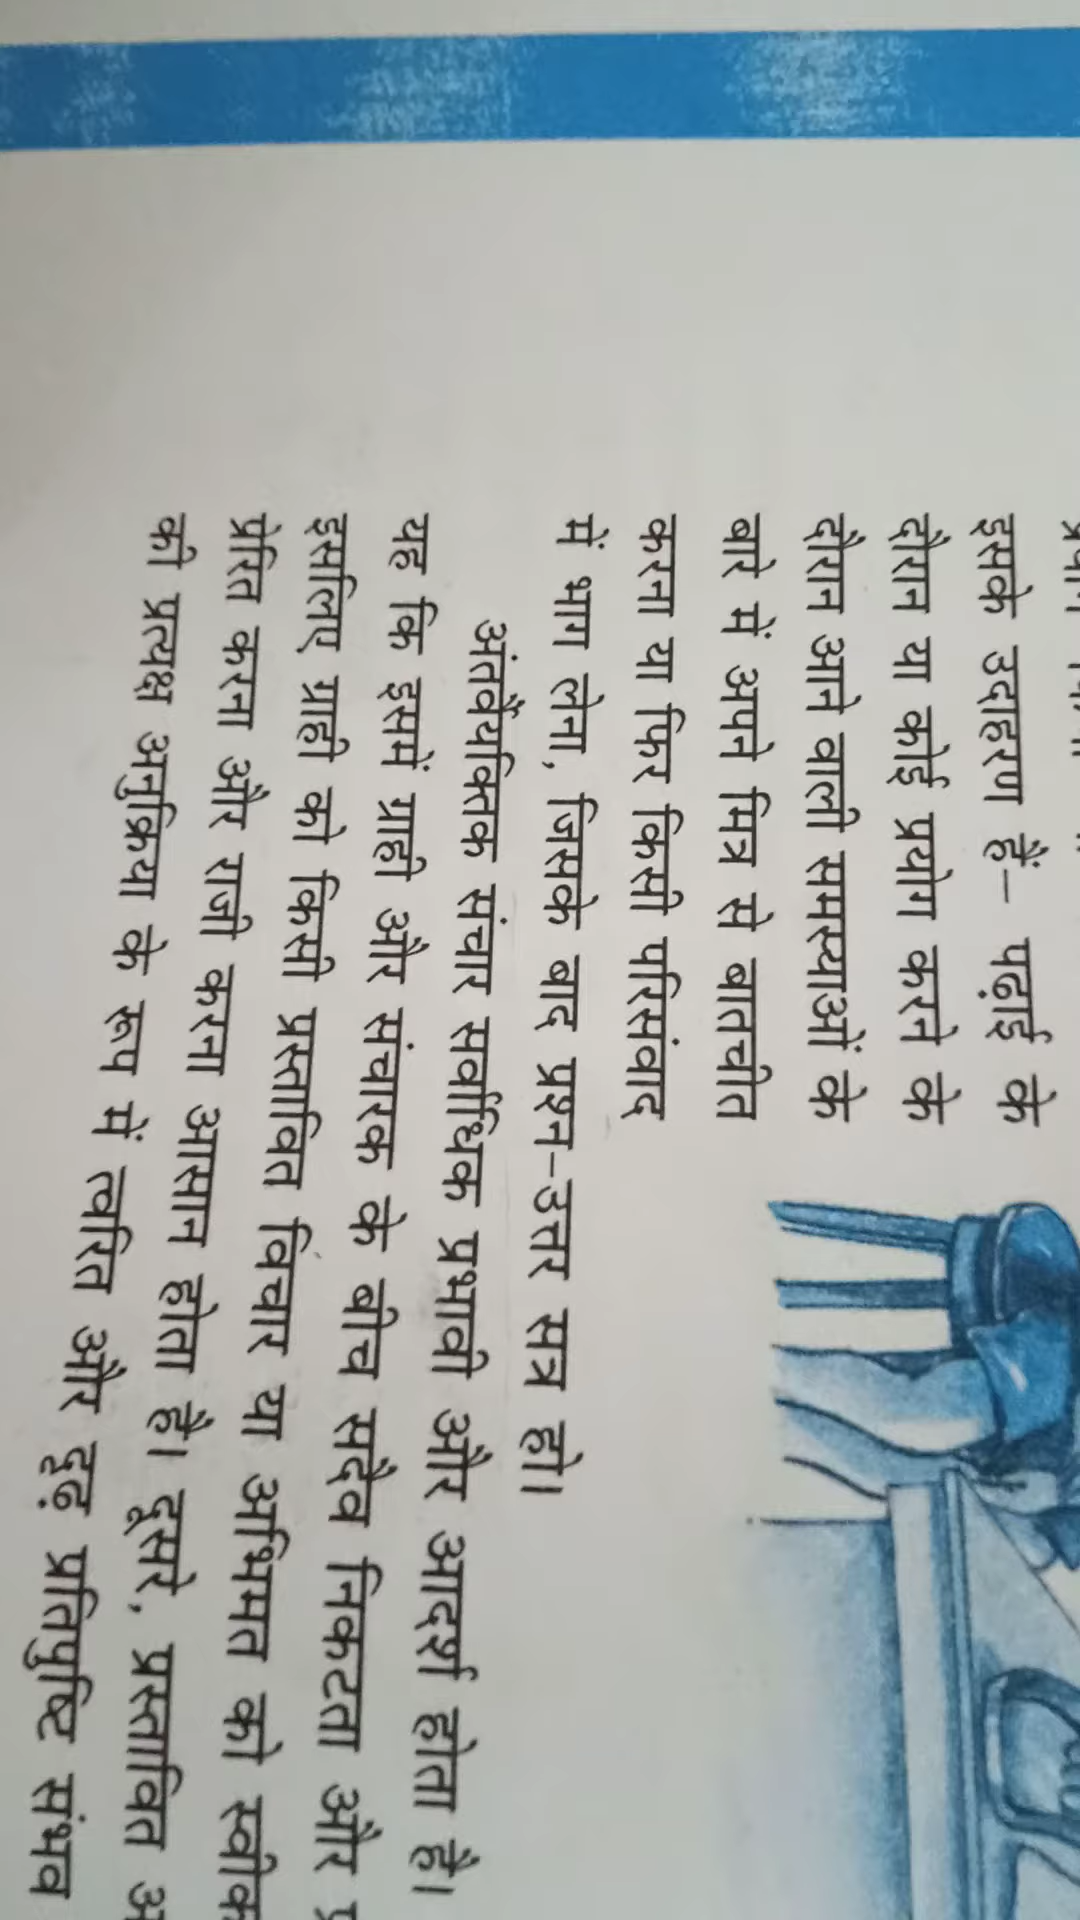 इसके उदाहरण हैं– पढ़ाई के
दौरान या कोई प्रयोग करने के
दौरान आने वाली समस्याओं के
बारे में अपने मित्र से बातचीत
करना या फिर किसी परिसंवाद
में भाग लेना, जिसके बाद प्रश्न–उत्तर सत्र हो।
अंतर्वैयक्तिक संचार सर्वाधिक प्रभावी और आदर्श होता है।
यह कि इसमें ग्राही और संचारक के बीच सदैव निकटता और
इसलिए ग्राही को किसी प्रस्तावित विचार या अभिमत को
प्रेरित करना और राजी करना आसान होता है। दूसरे, प्रस्तावित
की प्रत्यक्ष अनुक्रिया के रूप में त्वरित और दृढ़ प्रतिपुष्टि संभव